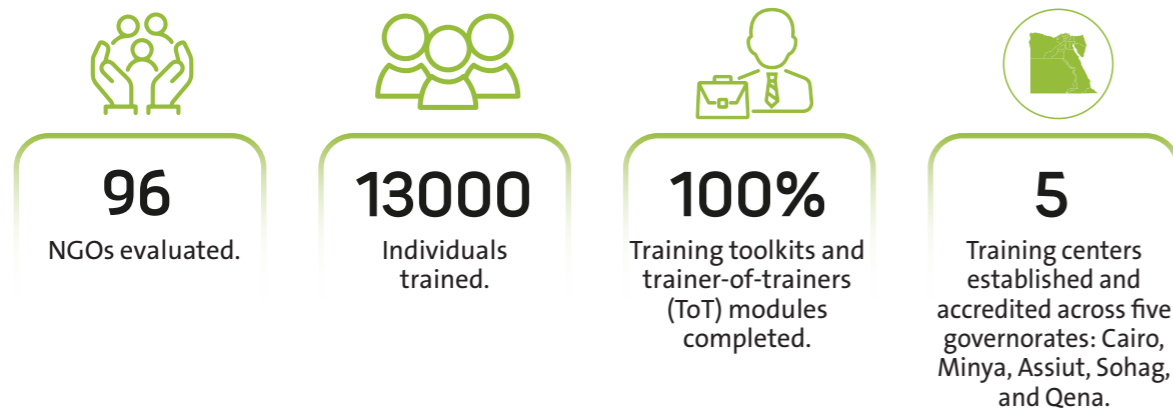 96
NGOs evaluated.
13000
Individuals
trained.
100%
Training toolkits and
trainer-of-trainers
(ToT) modules
completed.
5
Training centers
established and
accredited across five
governorates: Cairo,
Minya, Assiut, Sohag,
and Qena.